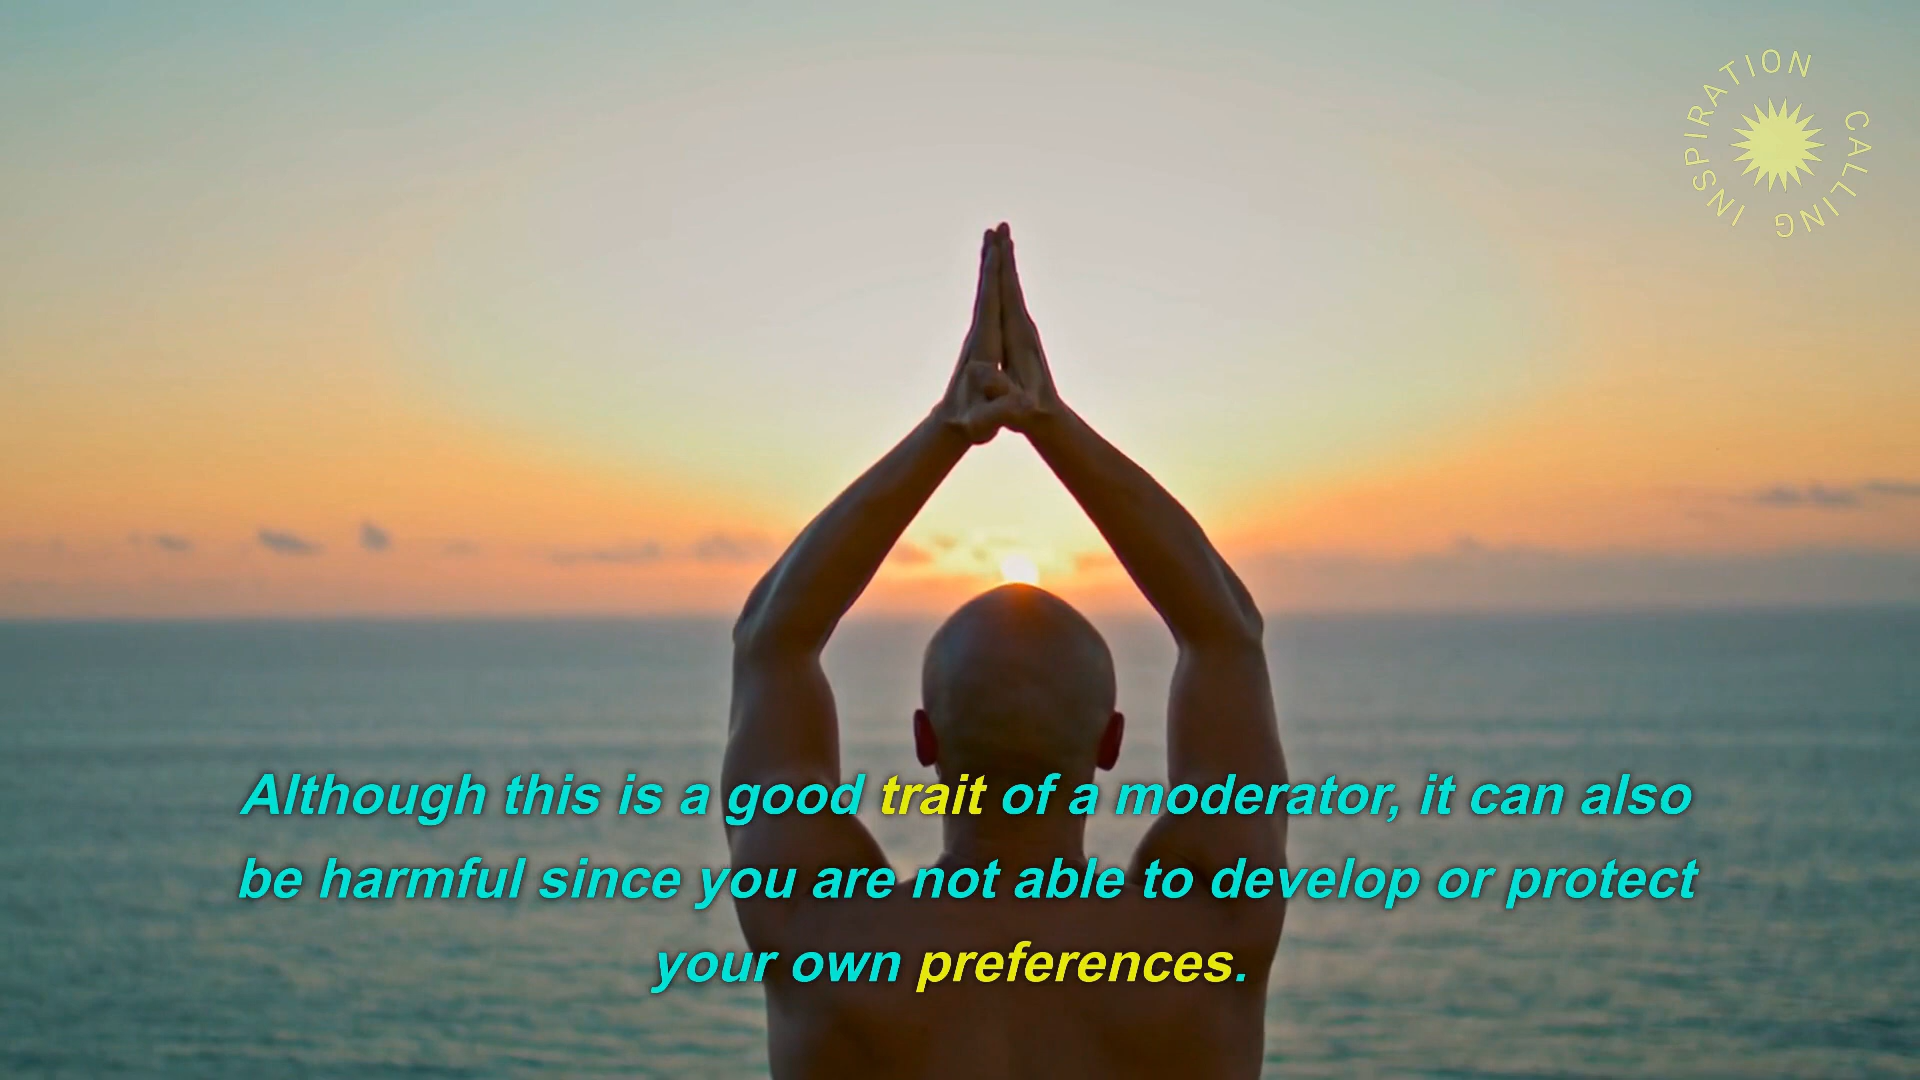 INSPIRATION CALLING
Although this is a good trait of a moderator, it can also
be harmful since you are not able to develop or protect
your own preferences.